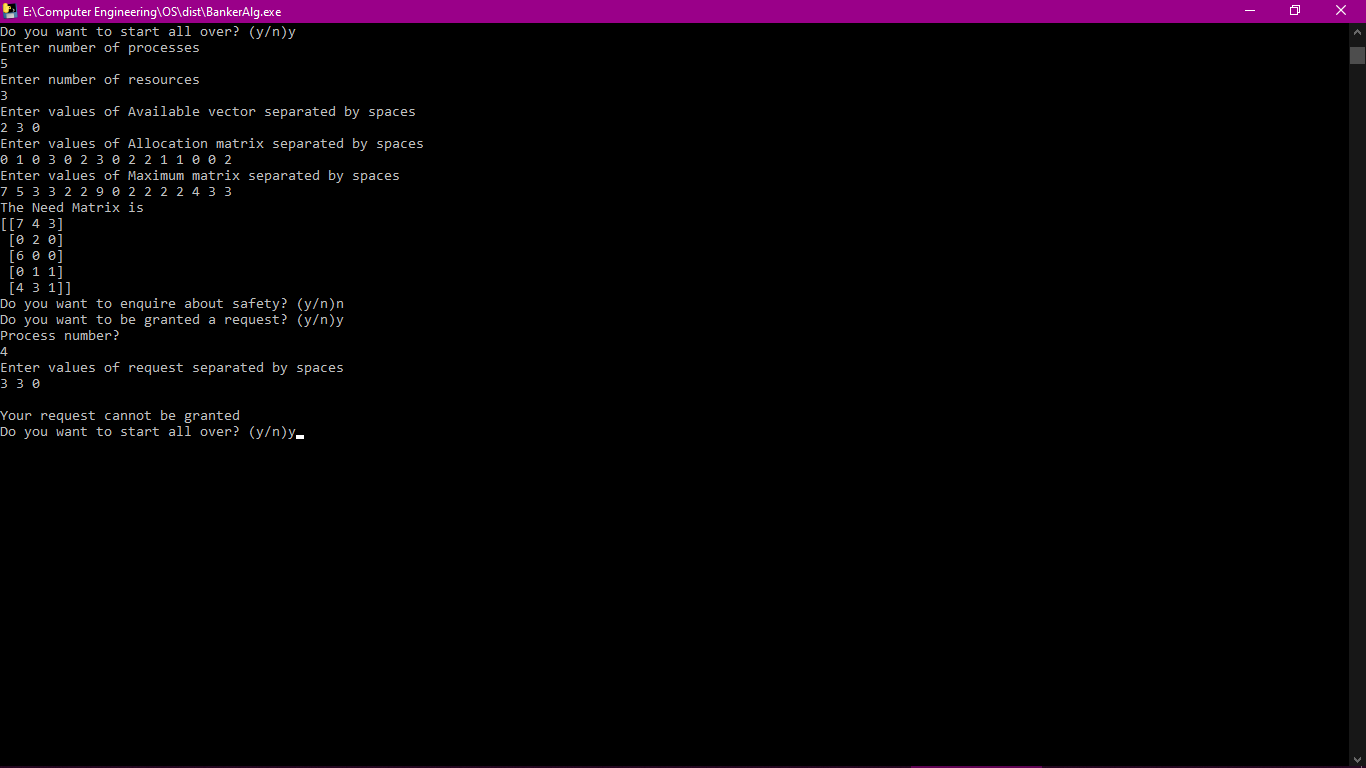 E:\Computer Engineering\OS\dist\BankerAlg.exe
Do you want to start all over? (y/n)y
Enter number of processes
5
Enter number of resources
3
Enter values of Available vector separated by spaces
2 3 0
Enter values of Allocation matrix separated by spaces
0 1 0 3 0 2 3 0 2 2 1 1 0 0 2
Enter values of Maximum matrix separated by spaces
7 5 3 3 2 2 9 0 2 2 2 2 4 3 3
The Need Matrix is
[[7 4 3]
 [0 2 0]
 [6 0 0]
 [0 1 1]
 [4 3 1]]
Do you want to enquire about safety? (y/n)n
Do you want to be granted a request? (y/n)y
Process number?
4
Enter values of request separated by spaces
3 3 0
Your request cannot be granted
Do you want to start all over? (y/n)y